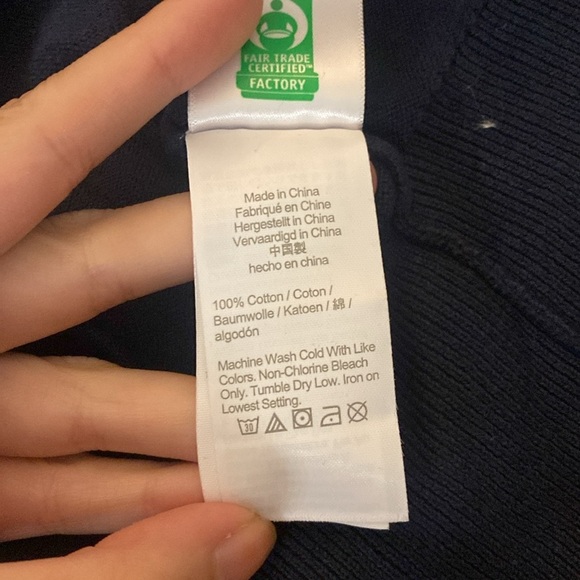 FAIR TRADE
CERTIFIED™
FACTORY
Made in China
Fabriqué en Chine
Hergestellt in China
Vervaardigd in China
中国製
hecho en china
100% Cotton / Coton /
Baumwolle / Katoen / 綿 /
algodón
Machine Wash Cold With Like
Colors. Non-Chlorine Bleach
Only. Tumble Dry Low. Iron on
Lowest Setting.
30